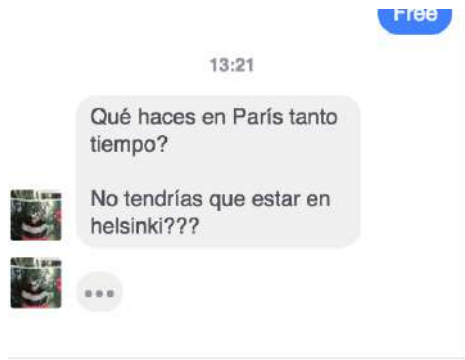 Free
13:21
Qué haces en París tanto
tiempo?
No tendrías que estar en
helsinki???